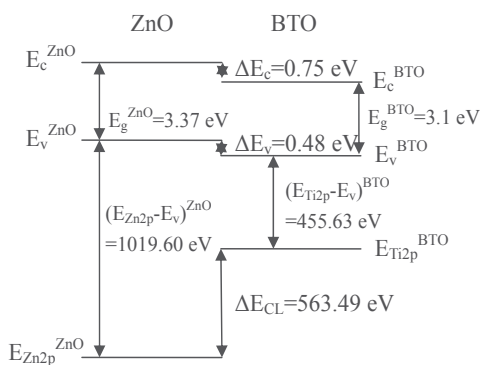 ZnO BTO
E_c^ZnO
ΔE_c=0.75 eV
E_c^BTO
E_g^ZnO=3.37 eV
E_g^BTO=3.1 eV
E_v^ZnO
ΔE_v=0.48 eV
E_v^BTO
(E_Zn2p-E_v)^ZnO
=1019.60 eV
(E_Ti2p-E_v)^BTO
=455.63 eV
E_Ti2p^BTO
ΔE_CL=563.49 eV
E_Zn2p^ZnO